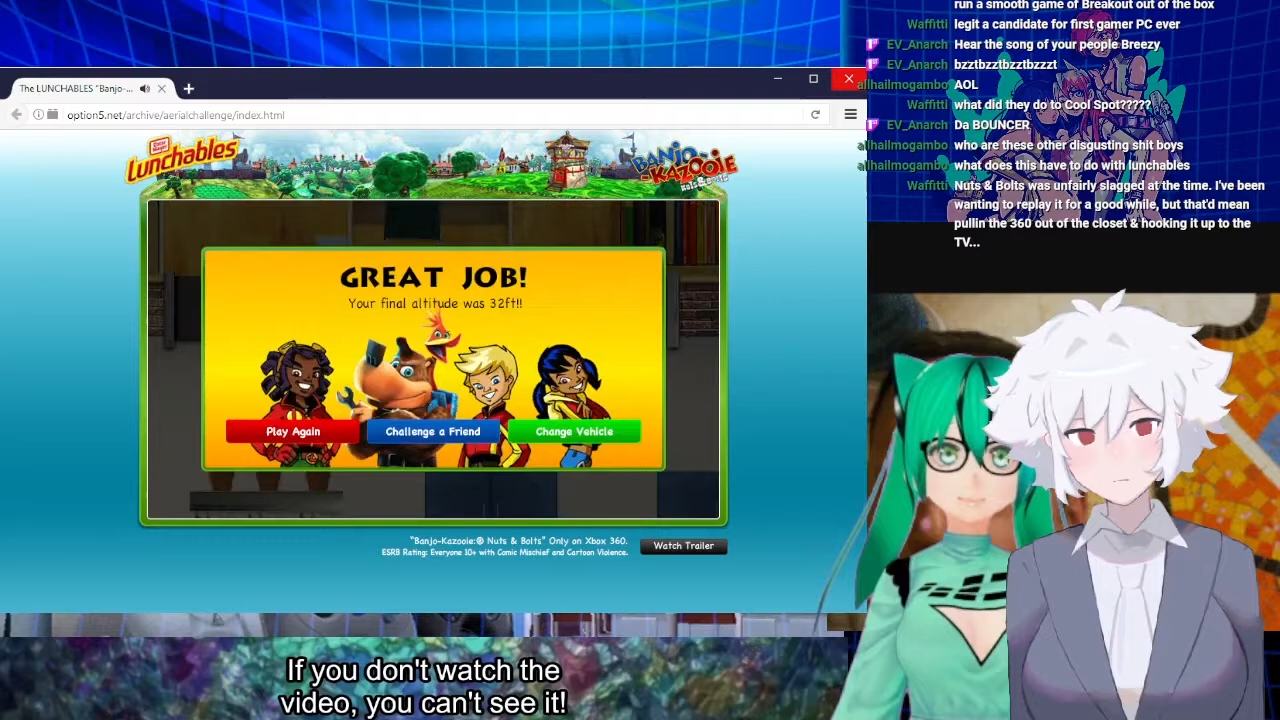 The LUNCHABLES "Banjo-...
option5.net/archive/aerialchallenge/index.html
Oscar Mayer
Lunchables
BANJO-
KAZOOIE
Nuts & Bolts
GREAT JOB!
Your final altitude was 32ft!!
Play Again
Challenge a Friend
Change Vehicle
"Banjo-Kazooie:® Nuts & Bolts" Only on Xbox 360.
ESRB Rating: Everyone 10+ with Comic Mischief and Cartoon Violence.
Watch Trailer
If you don't watch the
video, you can't see it!
run a smooth game of Breakout out of the box
Waffitti legit a candidate for first gamer PC ever
EV_Anarch Hear the song of your people Breezy
EV_Anarch bzztbzztbzztbzzzt
allhailmogambo AOL
Waffitti what did they do to Cool Spot?????
EV_Anarch Da BOUNCER
allhailmogambo who are these other disgusting shit boys
allhailmogambo what does this have to do with lunchables
Waffitti Nuts & Bolts was unfairly slagged at the time. I've been
wanting to replay it for a good while, but that'd mean
pullin the 360 out of the closet & hooking it up to the
TV...